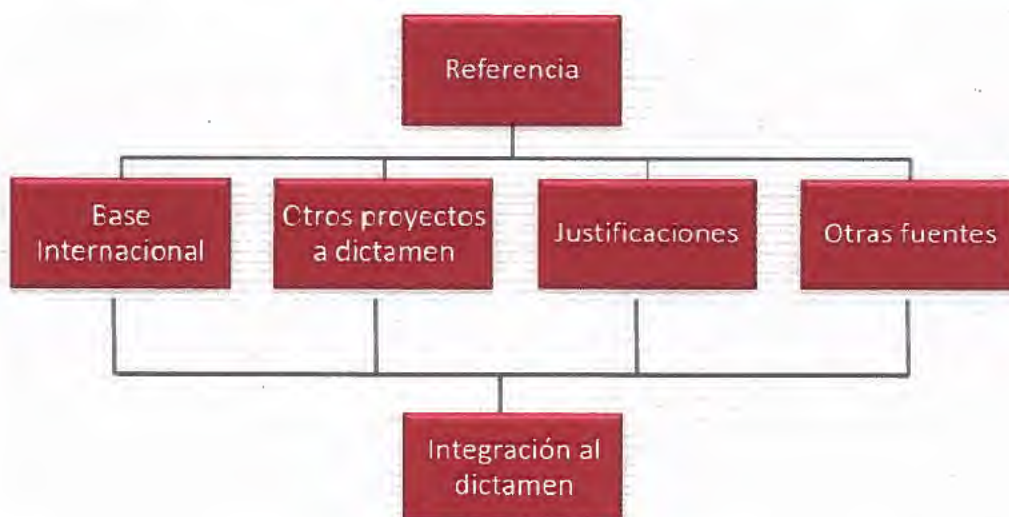 Referencia
Base
Internacional
Otros proyectos
a dictamen
Justificaciones
Otras fuentes
Integración al
dictamen